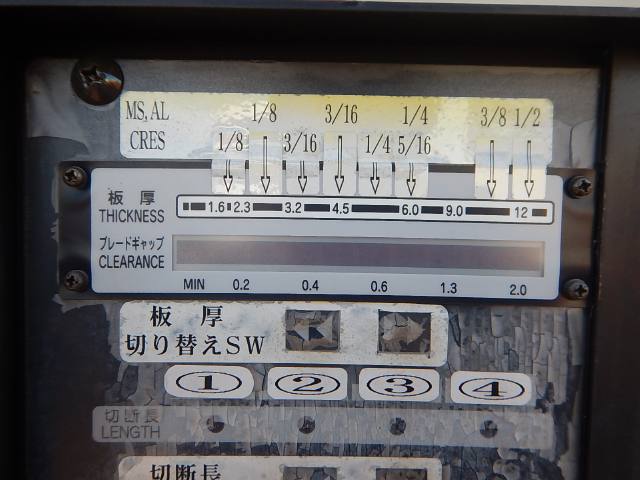 MS, AL 1/8 3/16 1/4 3/8 1/2
CRES 1/8 3/16 1/4 5/16
板厚
THICKNESS
1.6 2.3 3.2 4.5 6.0 9.0 12
ブレードギャップ
CLEARANCE
MIN 0.2 0.4 0.6 1.3 2.0
板厚
切り替えSW
① ② ③ ④
切断長
LENGTH
切断長